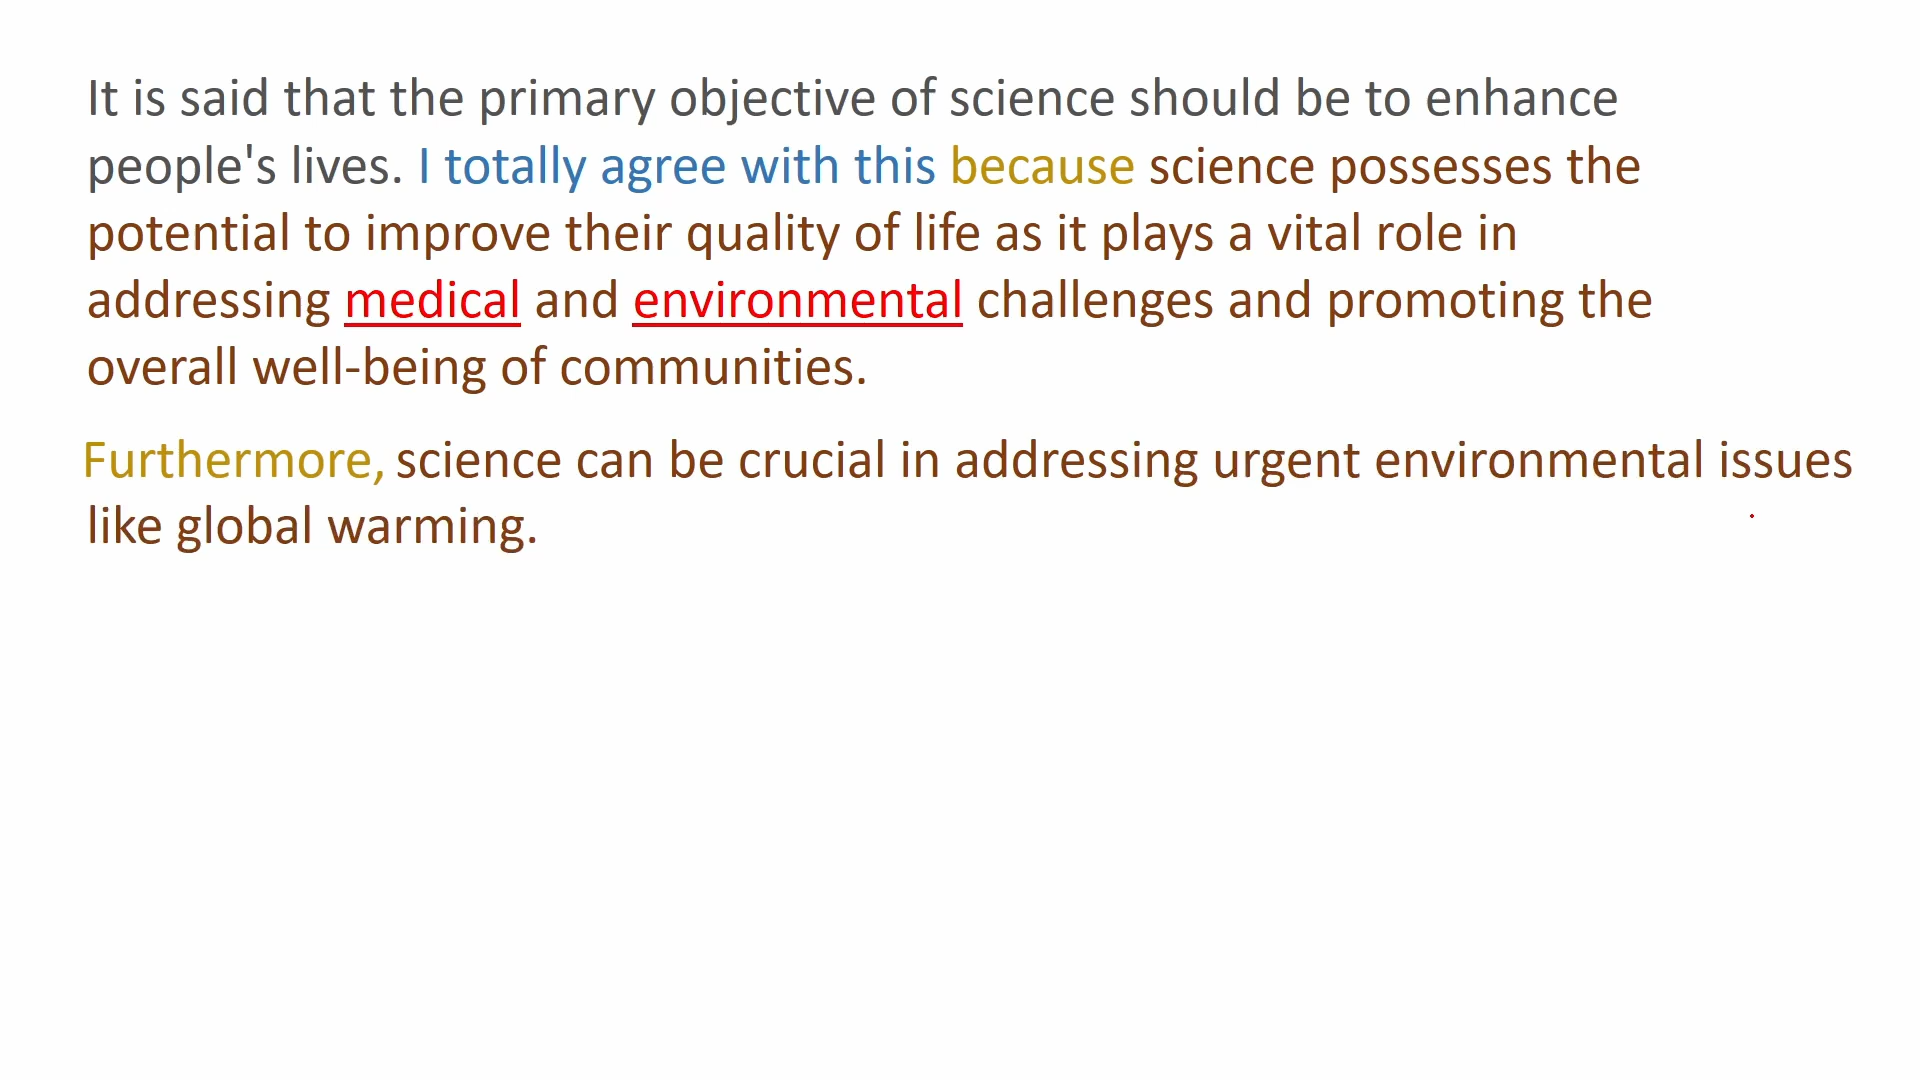 It is said that the primary objective of science should be to enhance
people's lives. I totally agree with this because science possesses the
potential to improve their quality of life as it plays a vital role in
addressing medical and environmental challenges and promoting the
overall well-being of communities.
Furthermore, science can be crucial in addressing urgent environmental issues
like global warming.